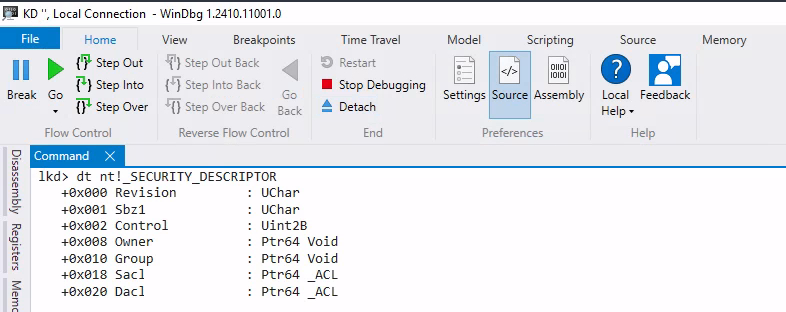 KD '', Local Connection - WinDbg 1.2410.11001.0
File Home View Breakpoints Time Travel Model Scripting Source Memory
Break
Go
Step Out
Step Into
Step Over
Flow Control
Step Out Back
Step Into Back
Step Over Back
Go
Back
Reverse Flow Control
Restart
Stop Debugging
Detach
End
Settings
Source
Assembly
Preferences
Local
Help
Feedback
Help
Disassembly
Registers
Memo
Command
lkd> dt nt!_SECURITY_DESCRIPTOR
+0x000 Revision : UChar
+0x001 Sbz1 : UChar
+0x002 Control : Uint2B
+0x008 Owner : Ptr64 Void
+0x010 Group : Ptr64 Void
+0x018 Sacl : Ptr64 _ACL
+0x020 Dacl : Ptr64 _ACL